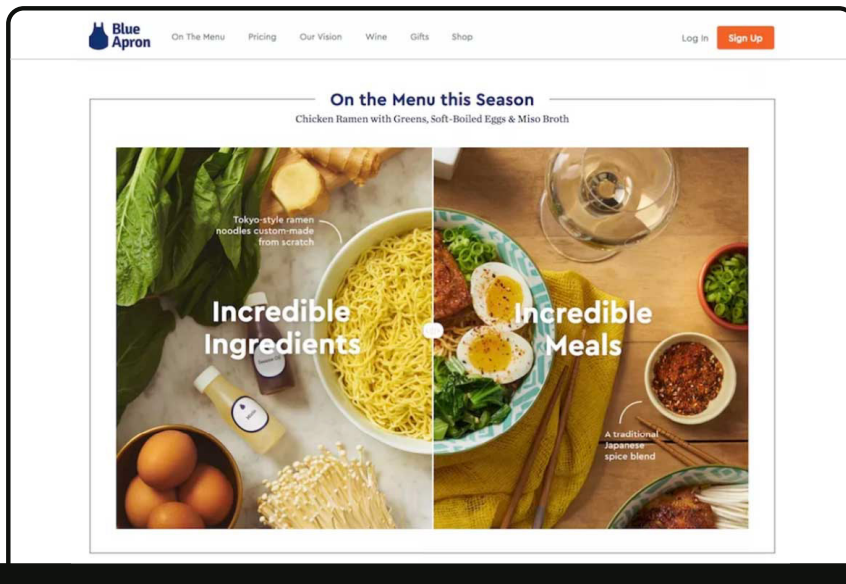 Blue
Apron
On The Menu
Pricing
Our Vision
Wine
Gifts
Shop
Log In
Sign Up
On the Menu this Season
Chicken Ramen with Greens, Soft-Boiled Eggs & Miso Broth
Tokyo-style ramen
noodles custom-made
from scratch
Incredible
Ingredients
Incredible
Meals
A traditional
Japanese
spice blend